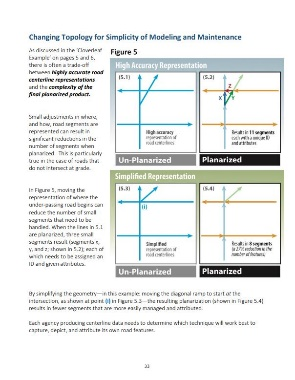 Changing Topology for Simplicity of Modeling and Maintenance
As discussed in the 'Cloverleaf
Example' on pages 5 and 6,
there is often a trade-off
between highly accurate road
centerline representations
and the complexity of the
final planarized product.
Small adjustments in where,
and how, road segments are
represented can result in
significant reductions in the
number of segments when
planarized. This is particularly
true in the case of roads that
do not intersect at grade.
In Figure 5, moving the
representation of where the
under-passing road begins can
reduce the number of small
segments that need to be
handled. When the lines in 5.1
are planarized, three small
segments result (segments x,
y, and z; shown in 5.2); each of
which needs to be assigned an
ID and given attributes.
Figure 5
High Accuracy Representation
(5.1)
High accuracy
representation of
road centerlines
Un-Planarized
(5.2)
Z
X
Y
Result in 11 segments
each with a unique ID
and attributes
Planarized
Simplified Representation
(5.3)
(i)
Simplified
representation of
road centerlines
Un-Planarized
(5.4)
Result in 8 segments
(a 27% reduction in the
number of features)
Planarized
By simplifying the geometry—in this example: moving the diagonal ramp to start at the
intersection, as shown at point (i) in Figure 5.3—the resulting planarization (shown in Figure 5.4)
results in fewer segments that are more easily managed and attributed.
Each agency producing centerline data needs to determine which technique will work best to
capture, depict, and attribute its own road features.
33